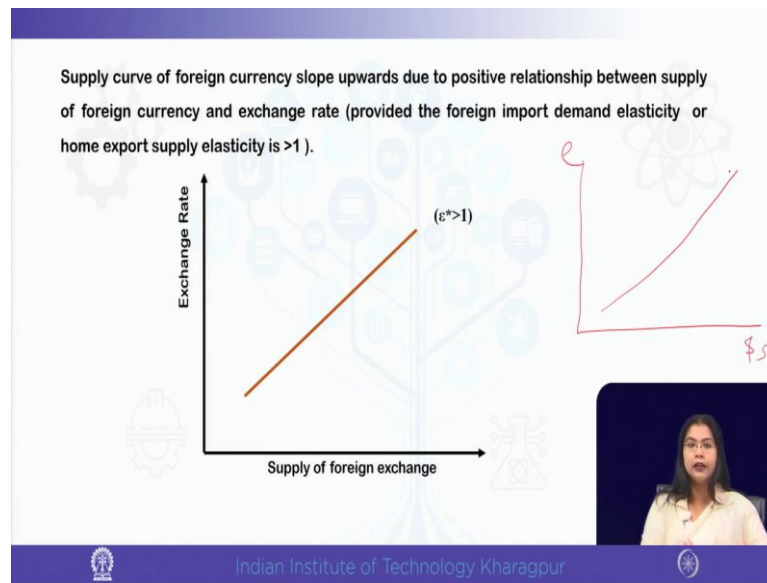 Supply curve of foreign currency slope upwards due to positive relationship between supply
of foreign currency and exchange rate (provided the foreign import demand elasticity or
home export supply elasticity is >1 ).
e
(ε*>1)
Exchange Rate
$s
Supply of foreign exchange
Indian Institute of Technology Kharagpur